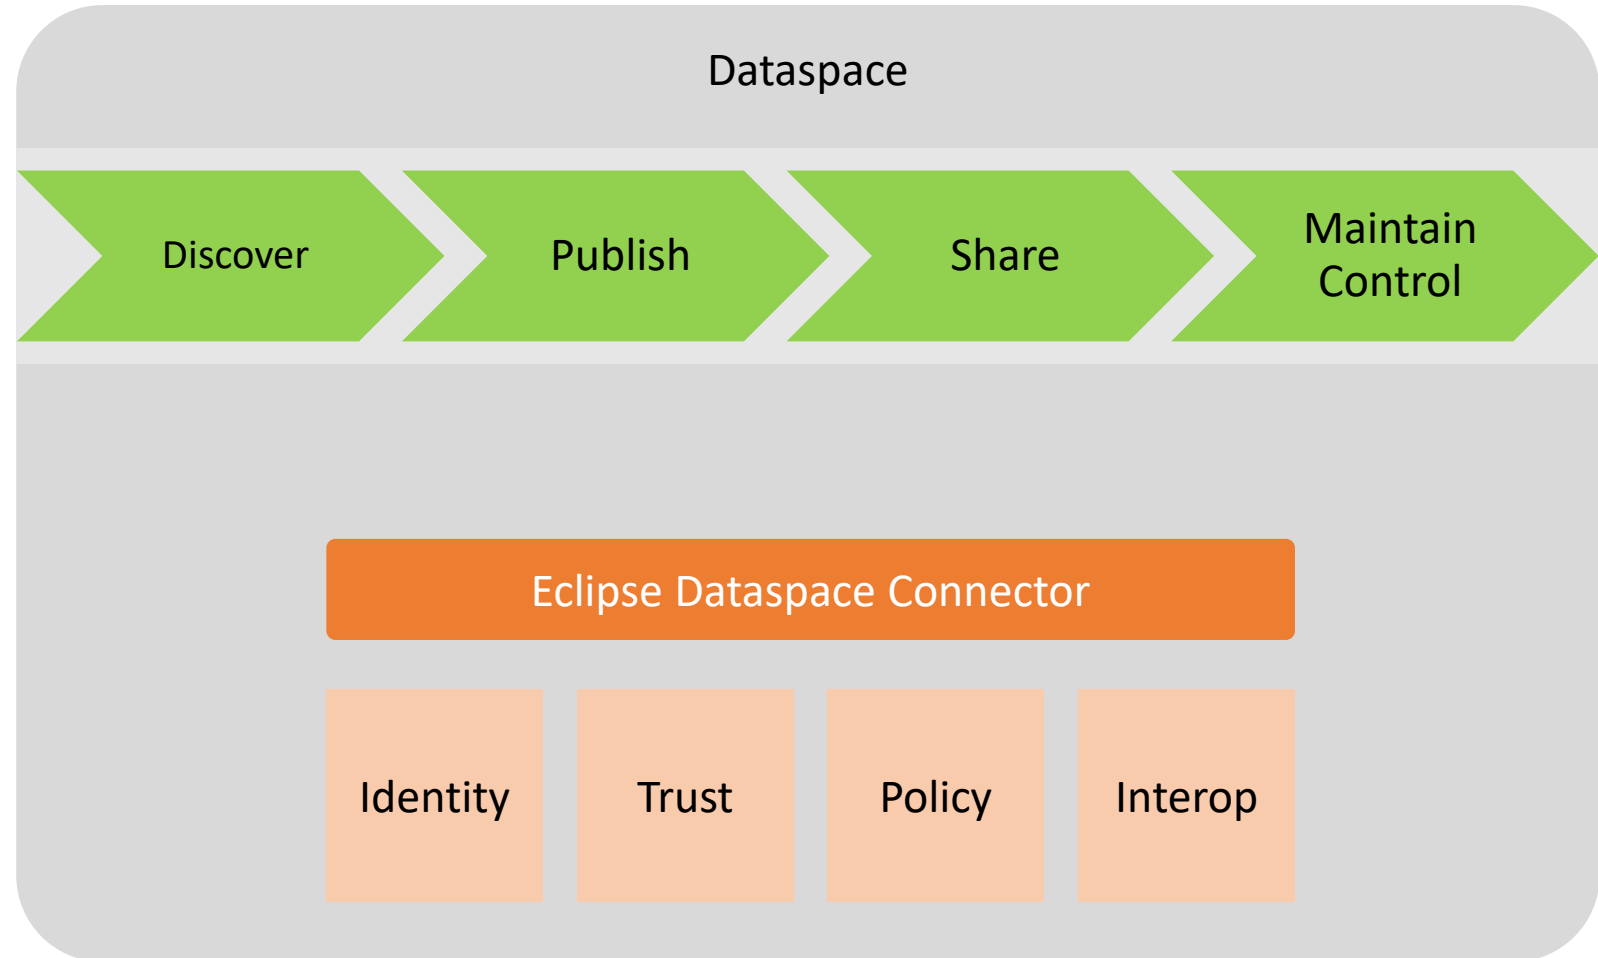 Dataspace
Discover
Publish
Share
Maintain
Control
Eclipse Dataspace Connector
Identity
Trust
Policy
Interop